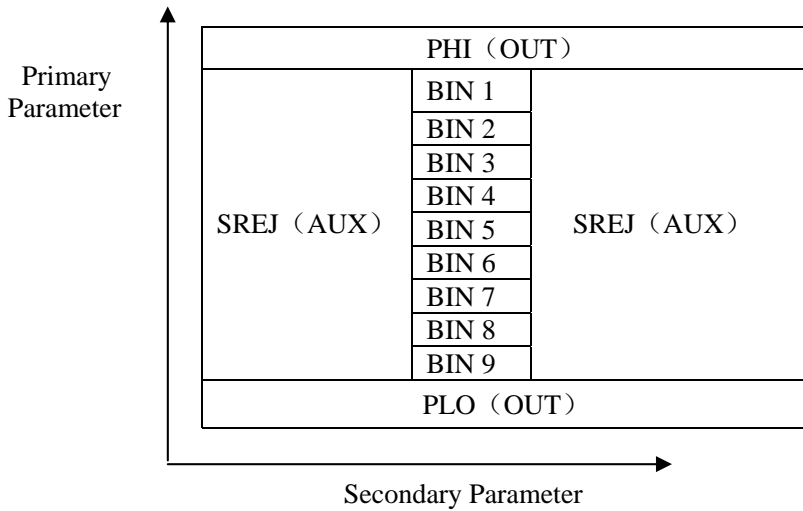 PHI（OUT）
Primary
Parameter
BIN 1
BIN 2
BIN 3
BIN 4
SREJ（AUX）
BIN 5
SREJ（AUX）
BIN 6
BIN 7
BIN 8
BIN 9
PLO（OUT）
Secondary Parameter